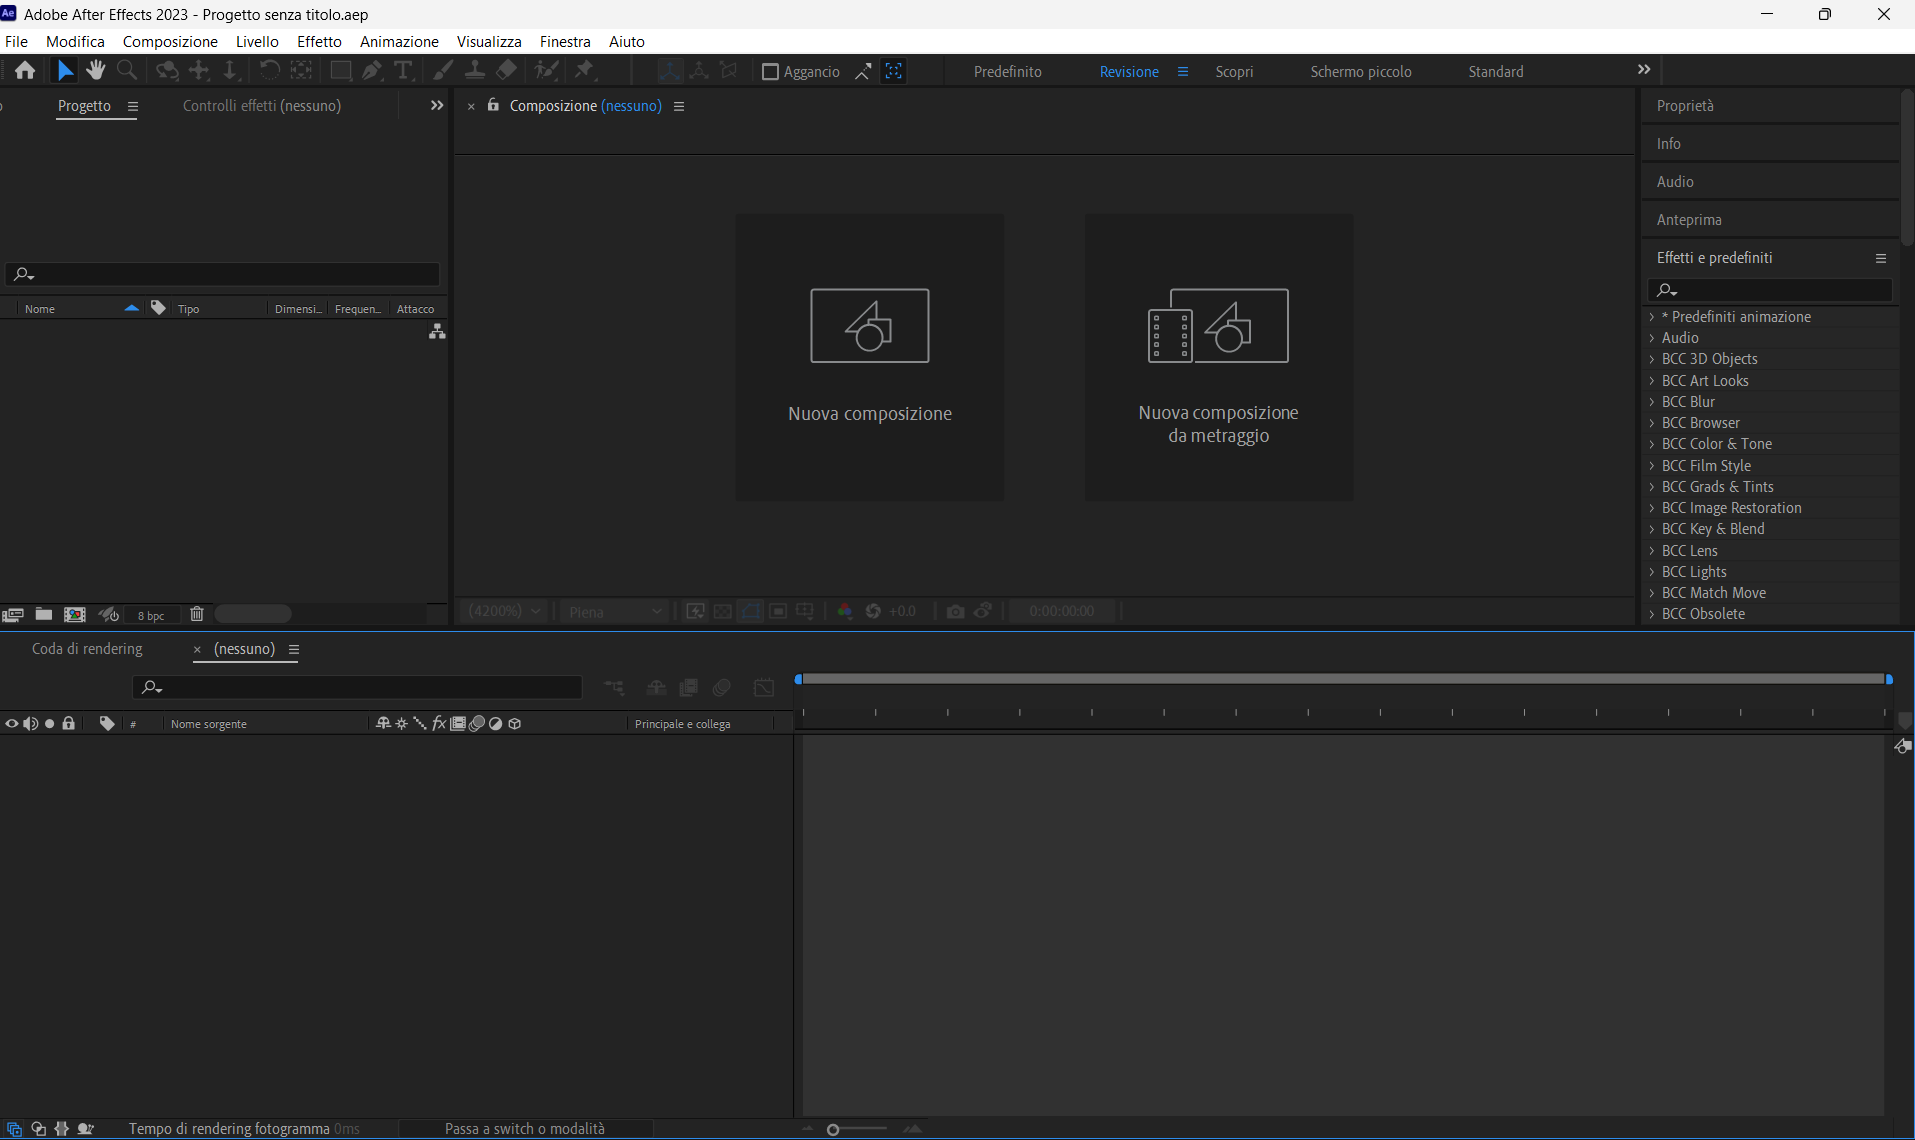 Ae Adobe After Effects 2023 - Progetto senza titolo.aep
File Modifica Composizione Livello Effetto Animazione Visualizza Finestra Aiuto
Aggancio Predefinito Revisione Scopri Schermo piccolo Standard
Progetto Controlli effetti (nessuno)
Composizione (nessuno)
Nome Tipo Dimensi... Frequen... Attacco
Nuova composizione
Nuova composizione
da metraggio
Proprietà
Info
Audio
Anteprima
Effetti e predefiniti
* Predefiniti animazione
Audio
BCC 3D Objects
BCC Art Looks
BCC Blur
BCC Browser
BCC Color & Tone
BCC Film Style
BCC Grads & Tints
BCC Image Restoration
BCC Key & Blend
BCC Lens
BCC Lights
BCC Match Move
BCC Obsolete
8 bpc
(4200%) Piena +0.0 0:00:00:00
Coda di rendering (nessuno)
# Nome sorgente fx Principale e collega
Tempo di rendering fotogramma 0ms Passa a switch o modalità